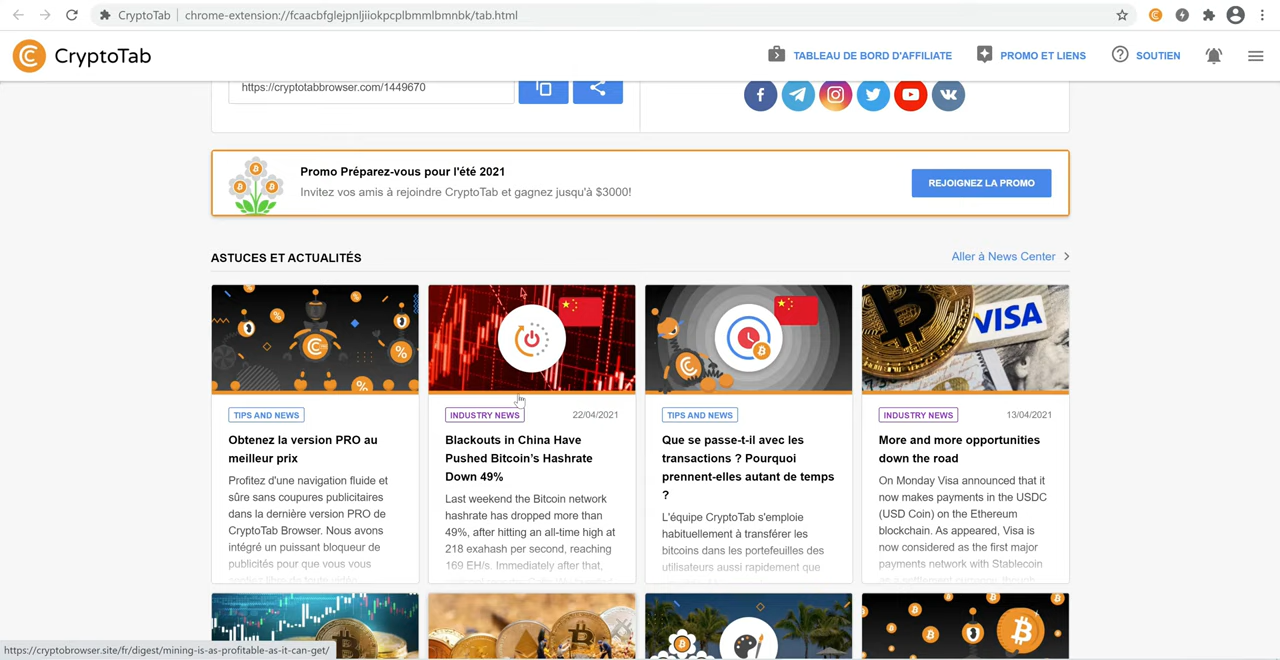 CryptoTab
chrome-extension://fcaacbfglejpnljiiokpcplbmmlbmnbk/tab.html
CryptoTab
TABLEAU DE BORD D'AFFILIATE
PROMO ET LIENS
SOUTIEN
https://cryptotabbrowser.com/1449670
Promo Préparez-vous pour l'été 2021
Invitez vos amis à rejoindre CryptoTab et gagnez jusqu'à $3000!
REJOIGNEZ LA PROMO
ASTUCES ET ACTUALITÉS
Aller à News Center
VISA
TIPS AND NEWS
Obtenez la version PRO au
meilleur prix
Profitez d'une navigation fluide et
sûre sans coupures publicitaires
dans la dernière version PRO de
CryptoTab Browser. Nous avons
intégré un puissant bloqueur de
publicités pour que vous vous
INDUSTRY NEWS
22/04/2021
Blackouts in China Have
Pushed Bitcoin's Hashrate
Down 49%
Last weekend the Bitcoin network
hashrate has dropped more than
49%, after hitting an all-time high at
218 exahash per second, reaching
169 EH/s. Immediately after that,
TIPS AND NEWS
Que se passe-t-il avec les
transactions ? Pourquoi
prennent-elles autant de temps
?
L'équipe CryptoTab s'emploie
habituellement à transférer les
bitcoins dans les portefeuilles des
utilisateurs aussi rapidement que
INDUSTRY NEWS
13/04/2021
More and more opportunities
down the road
On Monday Visa announced that it
now makes payments in the USDC
(USD Coin) on the Ethereum
blockchain. As appeared, Visa is
now considered as the first major
payments network with Stablecoin
https://cryptobrowser.site/fr/digest/mining-is-as-profitable-as-it-can-get/